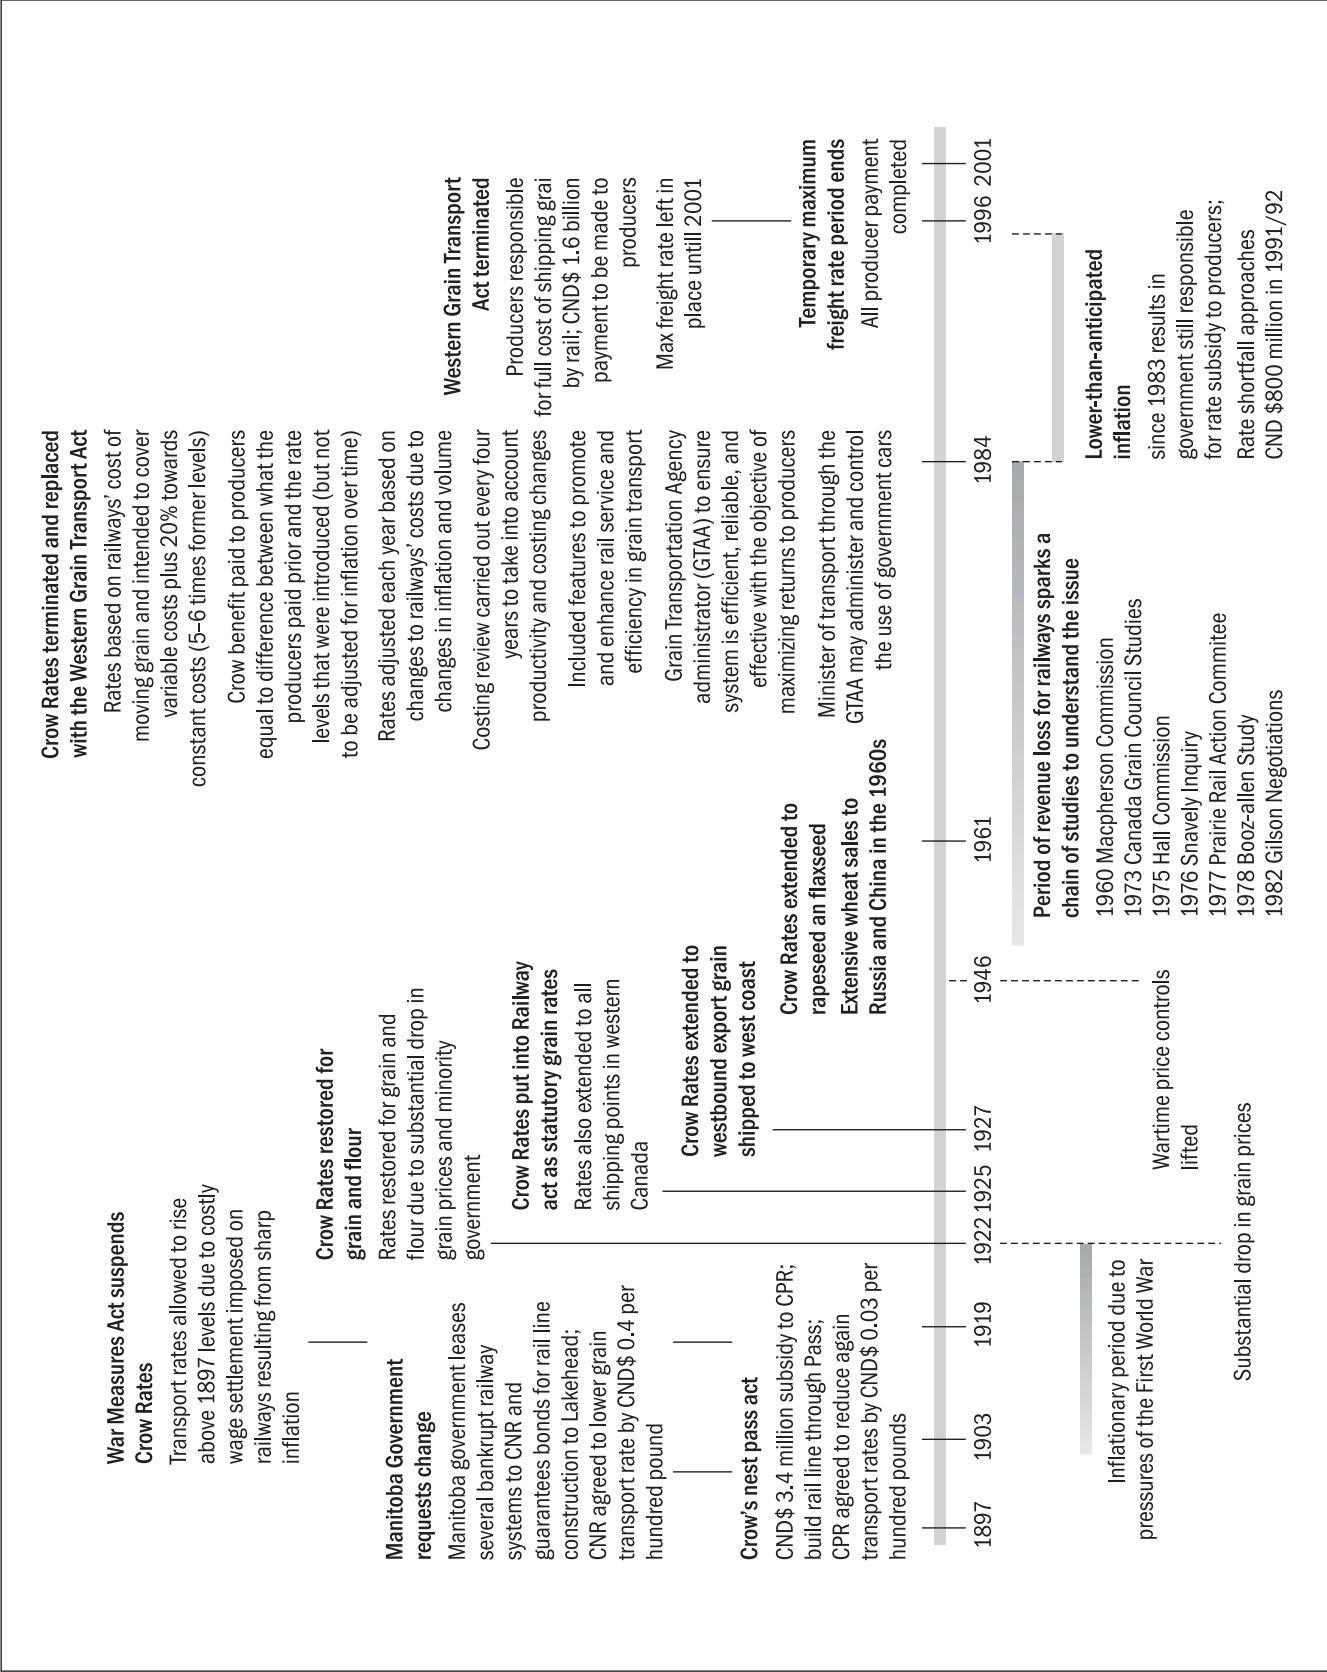 War Measures Act suspends
Crow Rates
Transport rates allowed to rise
above 1897 levels due to costly
wage settlement imposed on
railways resulting from sharp
inflation
Manitoba Government
requests change
Manitoba government leases
several bankrupt railway
systems to CNR and
guarantees bonds for rail line
construction to Lakehead;
CNR agreed to lower grain
transport rate by CND$ 0.4 per
hundred pound
Crow's nest pass act
CND$ 3.4 million subsidy to CPR;
build rail line through Pass;
CPR agreed to reduce again
transport rates by CND$ 0.03 per
hundred pounds
Crow Rates restored for
grain and flour
Rates restored for grain and
flour due to substantial drop in
grain prices and minority
government
Crow Rates put into Railway
act as statutory grain rates
Rates also extended to all
shipping points in western
Canada
Crow Rates extended to
westbound export grain
shipped to west coast
Crow Rates extended to
rapeseed an flaxseed
Extensive wheat sales to
Russia and China in the 1960s
Crow Rates terminated and replaced
with the Western Grain Transport Act
Rates based on railways' cost of
moving grain and intended to cover
variable costs plus 20% towards
constant costs (5–6 times former levels)
Crow benefit paid to producers
equal to difference between what the
producers paid prior and the rate
levels that were introduced (but not
to be adjusted for inflation over time)
Rates adjusted each year based on
changes to railways' costs due to
changes in inflation and volume
Costing review carried out every four
years to take into account
productivity and costing changes
Included features to promote
and enhance rail service and
efficiency in grain transport
Grain Transportation Agency
administrator (GTAA) to ensure
system is efficient, reliable, and
effective with the objective of
maximizing returns to producers
Minister of transport through the
GTAA may administer and control
the use of government cars
Western Grain Transport
Act terminated
Producers responsible
for full cost of shipping grai
by rail; CND$ 1.6 billion
payment to be made to
producers
Max freight rate left in
place untill 2001
Temporary maximum
freight rate period ends
All producer payment
completed
1897 1903 1919 1922 1925 1927 1946 1961 1984 1996 2001
Inflationary period due to
pressures of the First World War
Substantial drop in grain prices
Wartime price controls
lifted
Period of revenue loss for railways sparks a
chain of studies to understand the issue
1960 Macpherson Commission
1973 Canada Grain Council Studies
1975 Hall Commission
1976 Snavely Inquiry
1977 Prairie Rail Action Committee
1978 Booz-allen Study
1982 Gilson Negotiations
Lower-than-anticipated
inflation
since 1983 results in
government still responsible
for rate subsidy to producers;
Rate shortfall approaches
CND $800 million in 1991/92